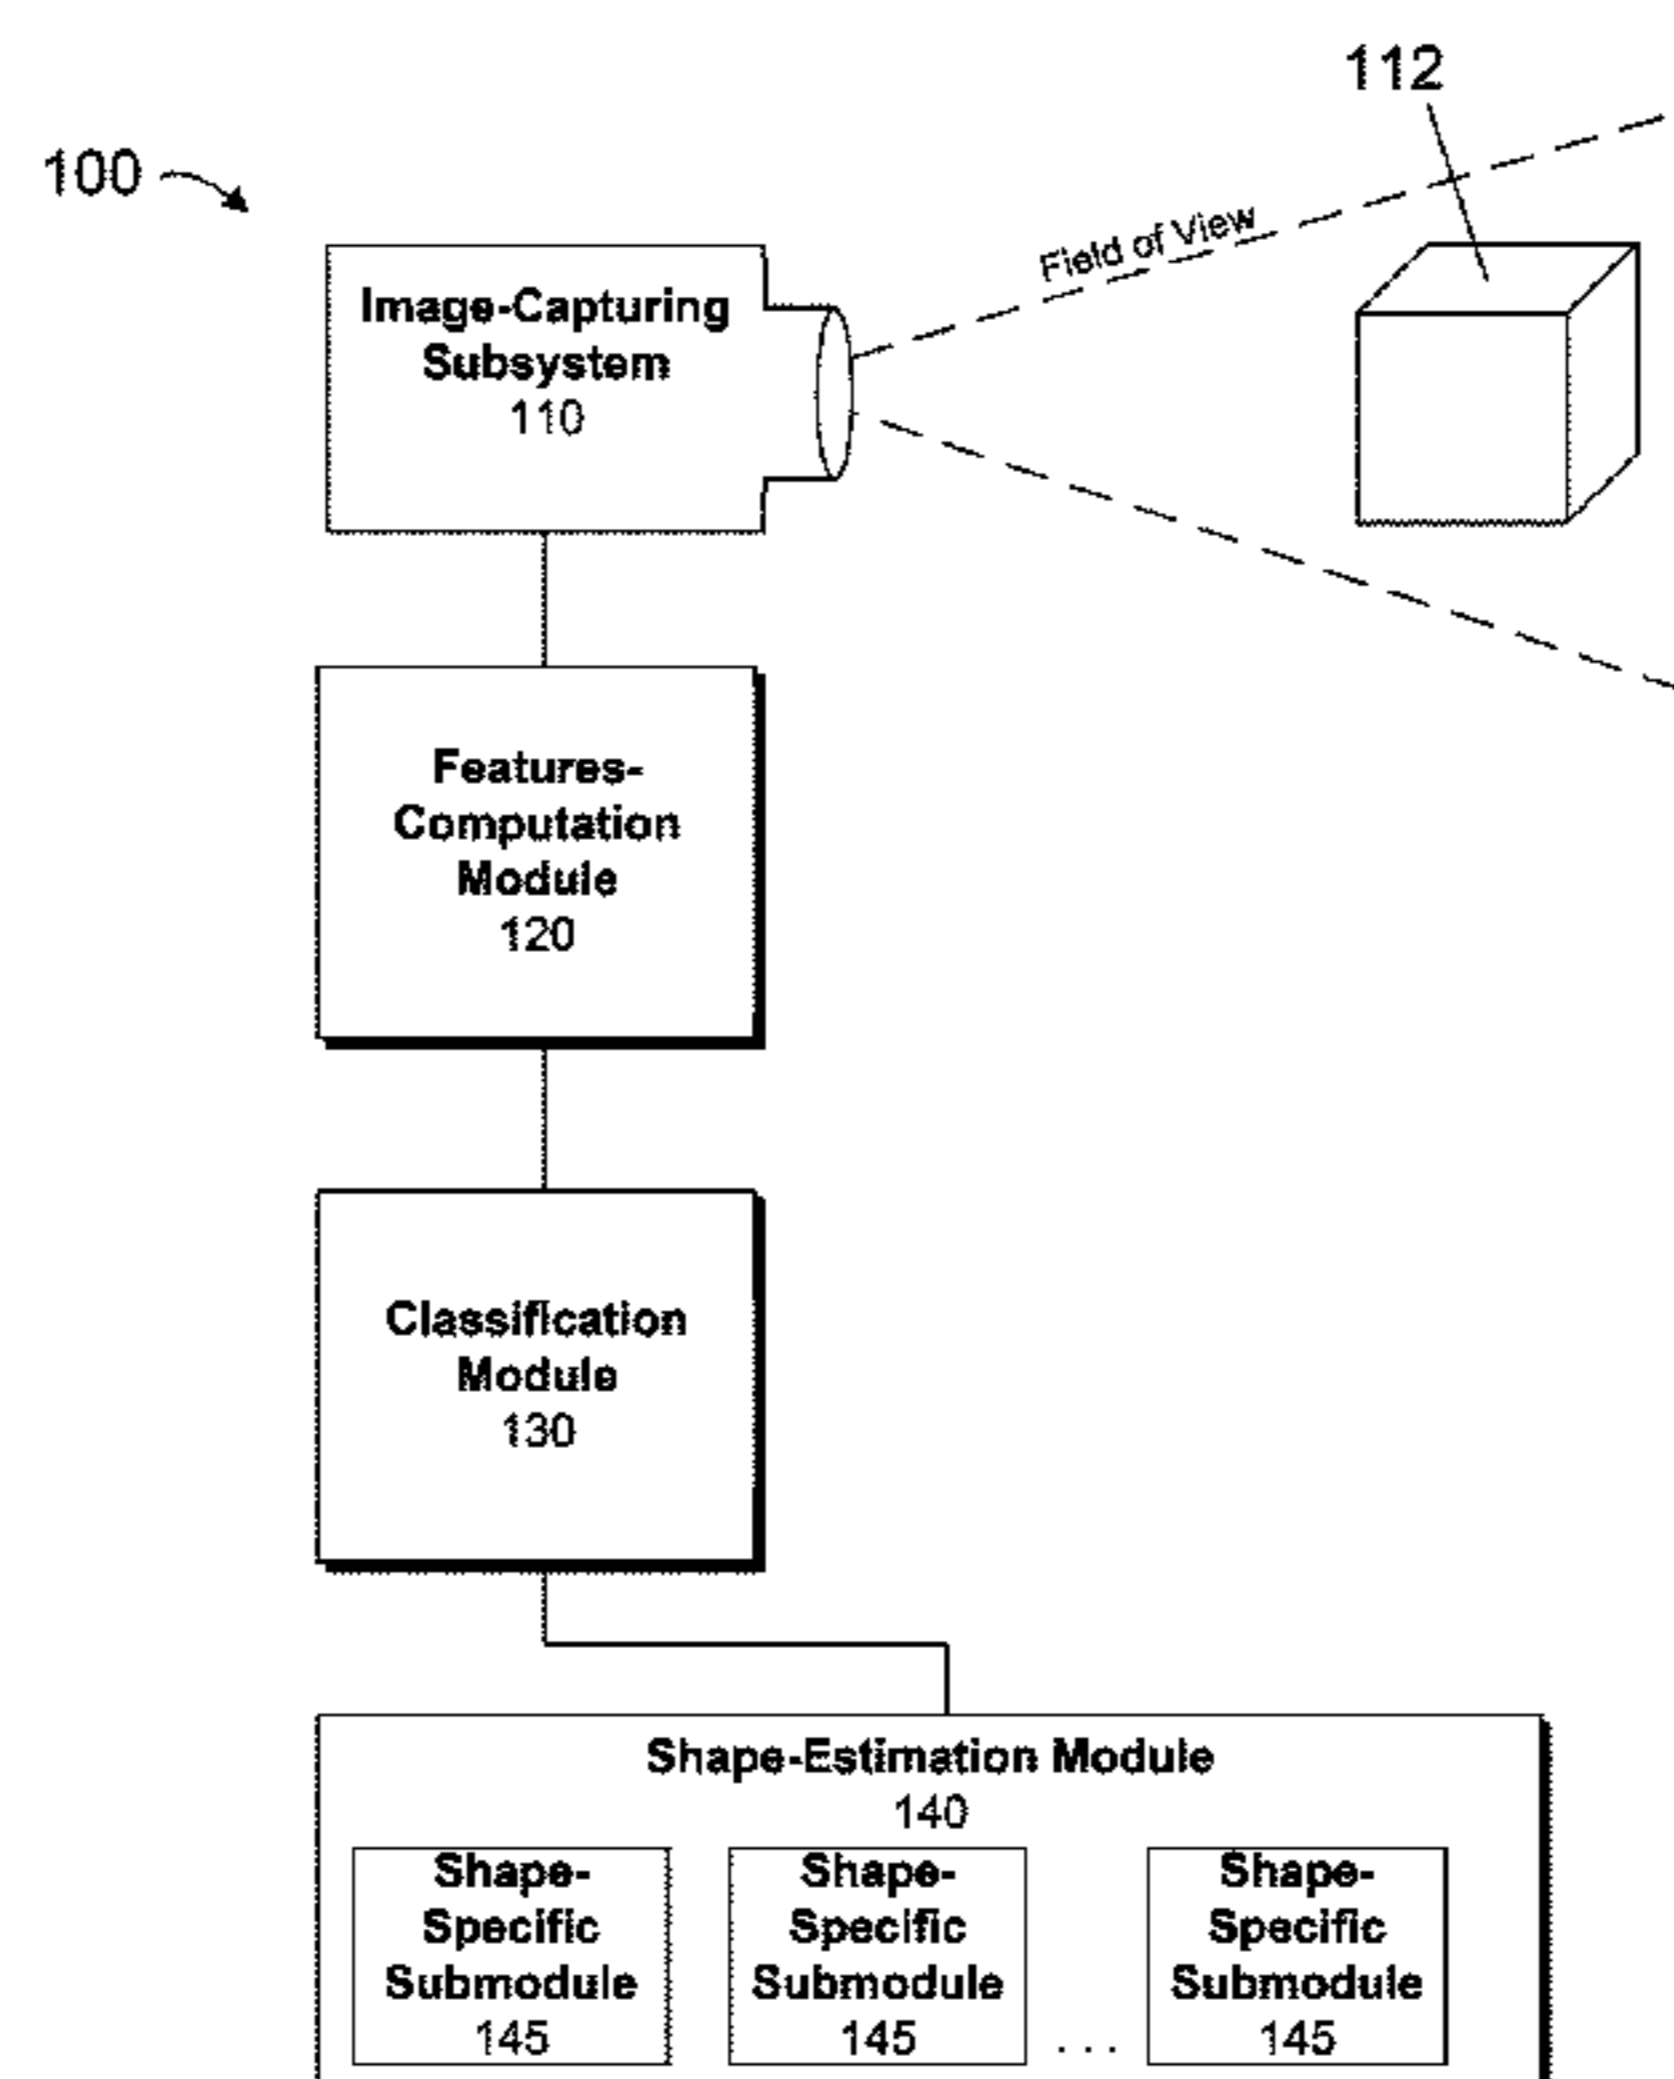 112
100
Field of View
Image-Capturing
Subsystem
110
Features-
Computation
Module
120
Classification
Module
130
Shape-Estimation Module
140
Shape-
Specific
Submodule
145
Shape-
Specific
Submodule
145
. . .
Shape-
Specific
Submodule
145